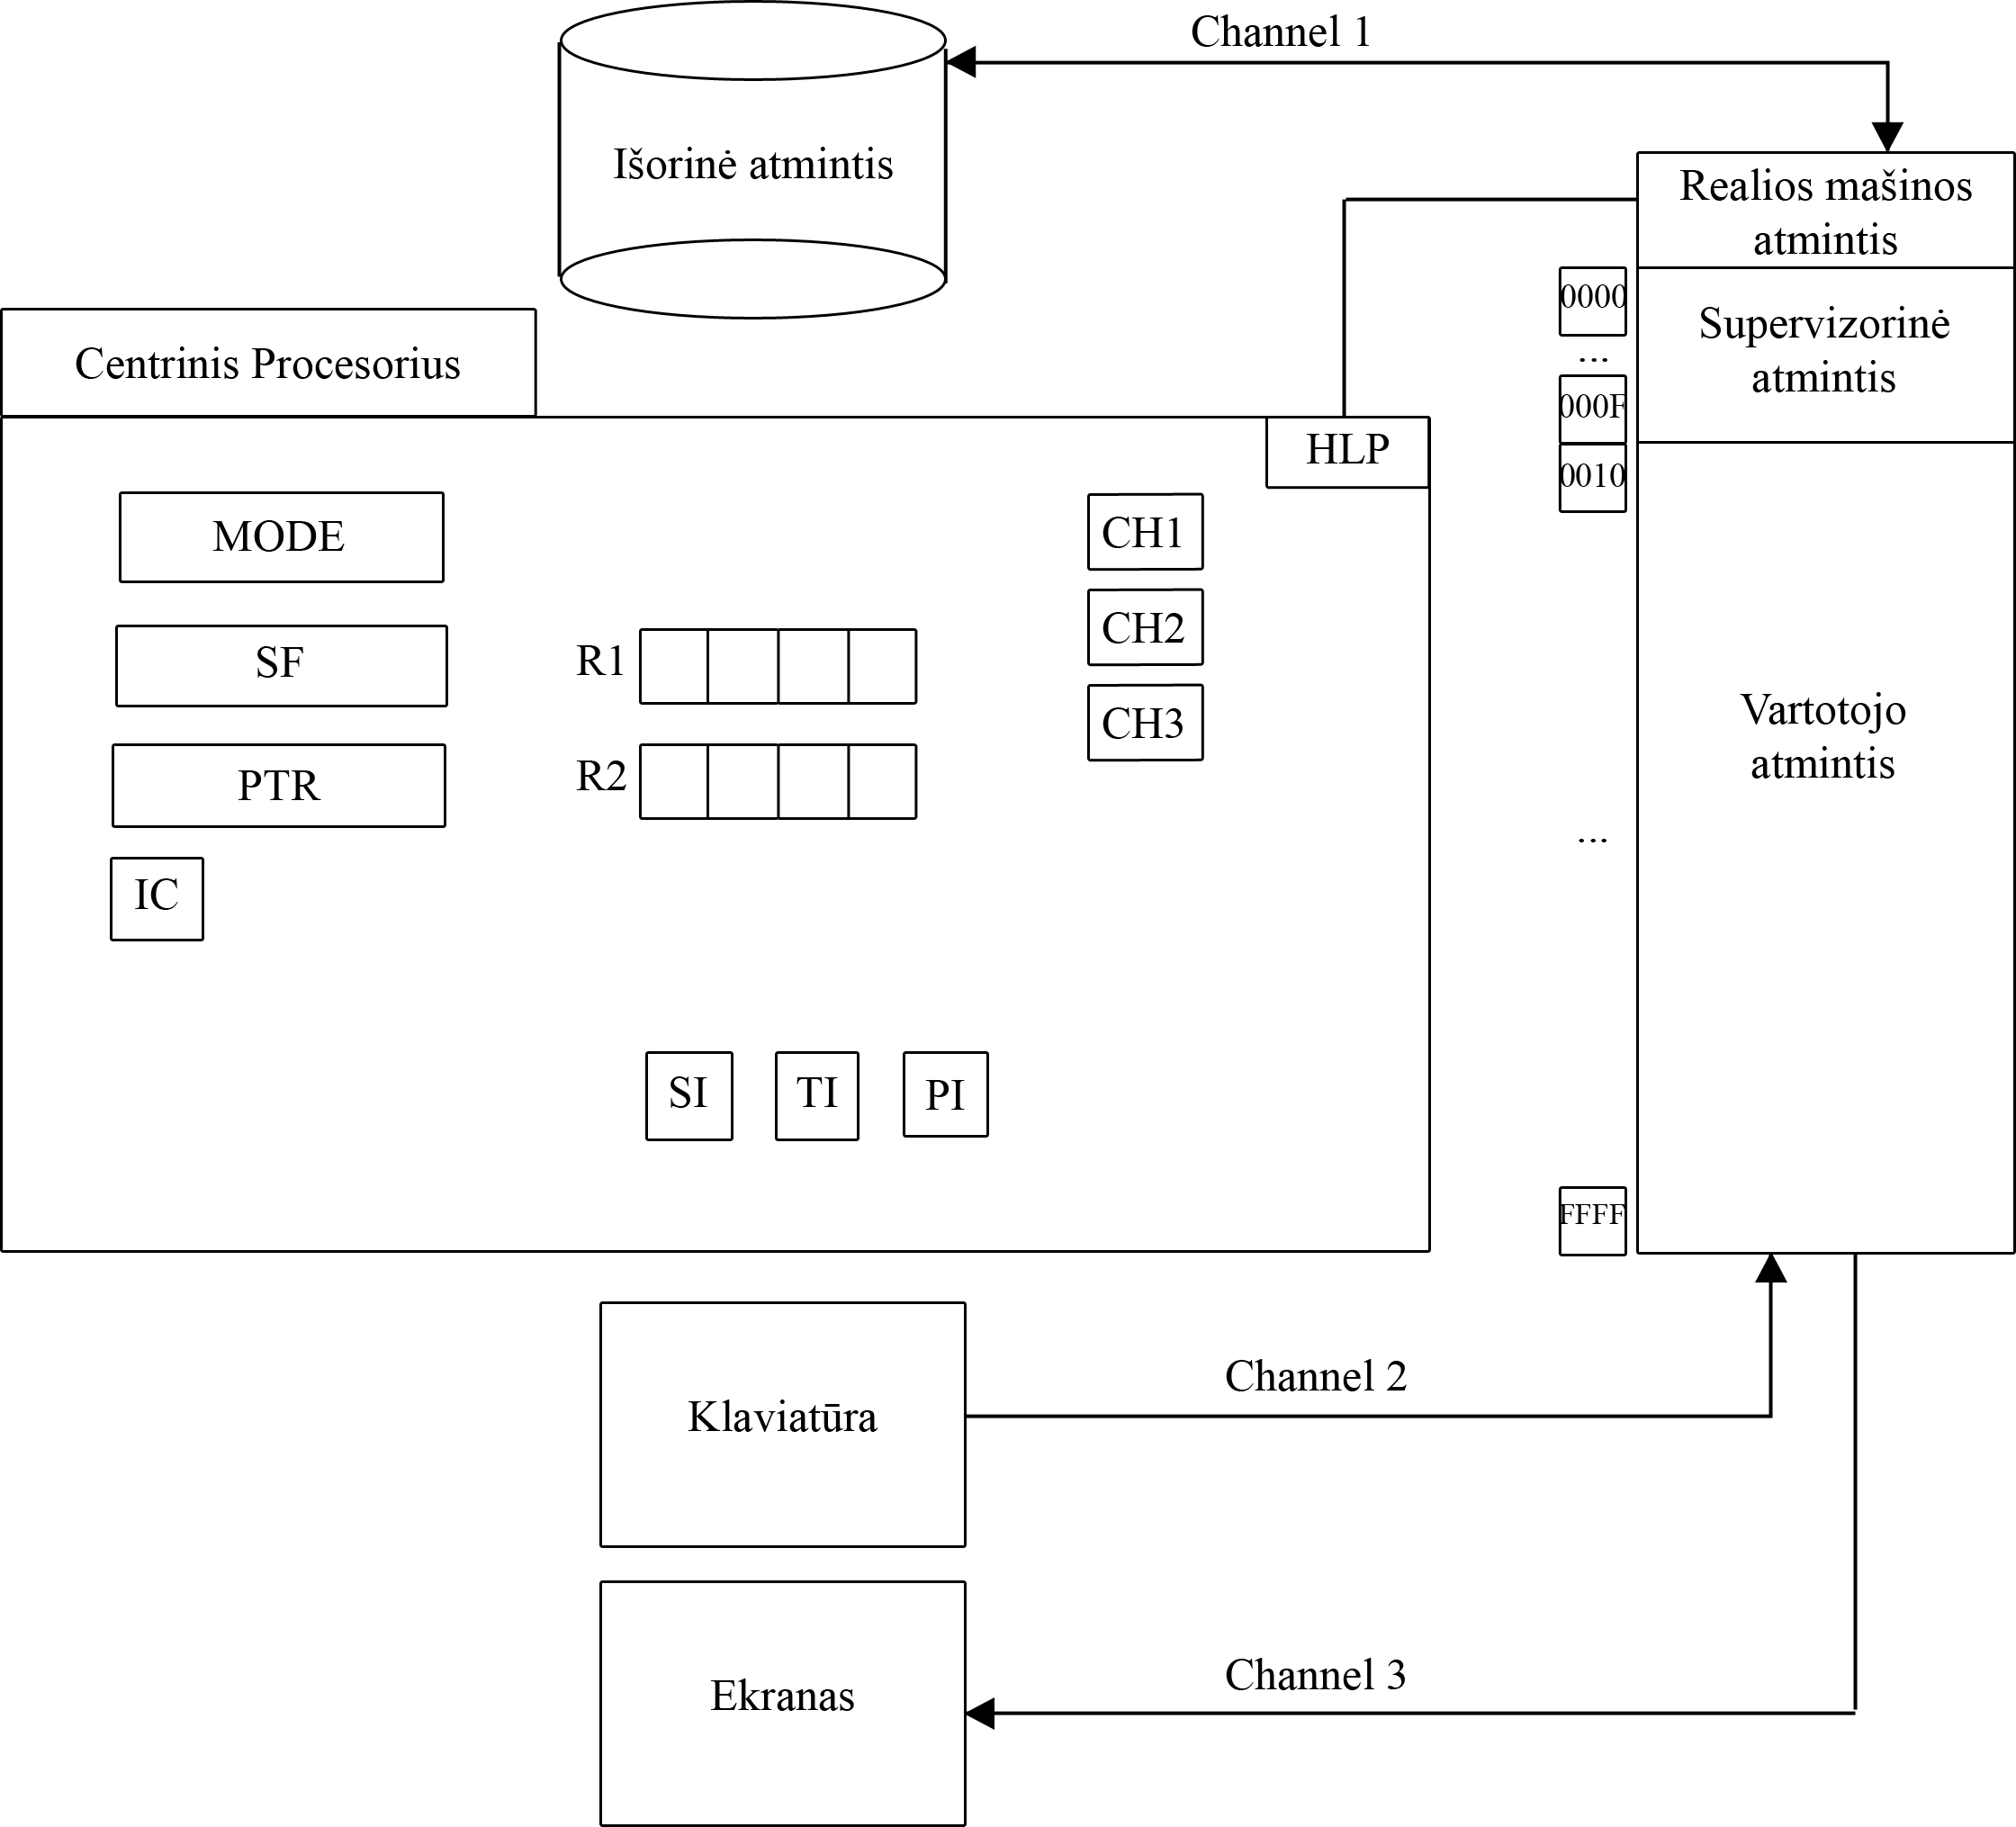 Channel 1
Išorinė atmintis
Realios mašinos
atmintis
0000
...
000F
0010
Supervizorinė
atmintis
Centrinis Procesorius
HLP
MODE
SF
PTR
IC
R1
R2
CH1
CH2
CH3
SI
TI
PI
Vartotojo
atmintis
...
FFFF
Klaviatūra
Channel 2
Ekranas
Channel 3